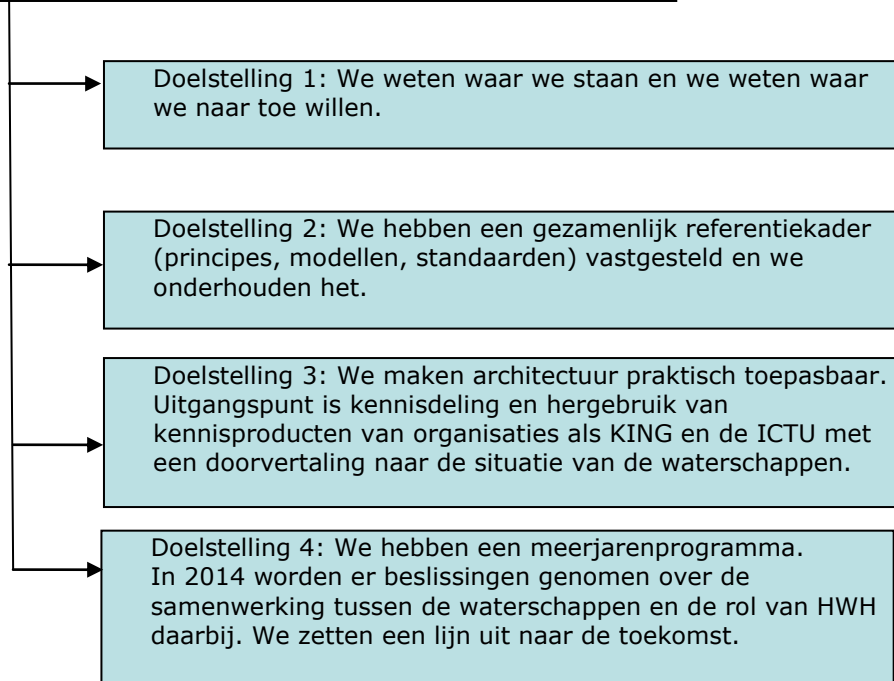 Doelstelling 1: We weten waar we staan en we weten waar
we naar toe willen.
Doelstelling 2: We hebben een gezamenlijk referentiekader
(principes, modellen, standaarden) vastgesteld en we
onderhouden het.
Doelstelling 3: We maken architectuur praktisch toepasbaar.
Uitgangspunt is kennisdeling en hergebruik van
kennisproducten van organisaties als KING en de ICTU met
een doorvertaling naar de situatie van de waterschappen.
Doelstelling 4: We hebben een meerjarenprogramma.
In 2014 worden er beslissingen genomen over de
samenwerking tussen de waterschappen en de rol van HWH
daarbij. We zetten een lijn uit naar de toekomst.